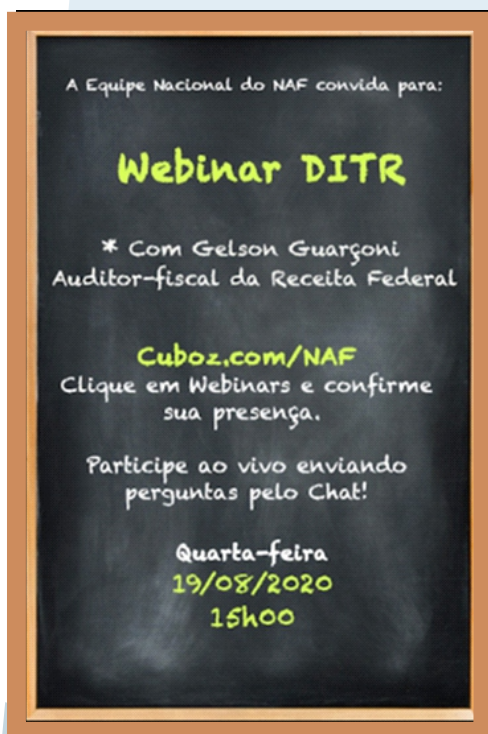 A Equipe Nacional do NAF convida para:
Webinar DITR
* Com Gelson Guarçoni
Auditor-fiscal da Receita Federal
Cuboz.com/NAF
Clique em Webinars e confirme
sua presença.
Participe ao vivo enviando
perguntas pelo Chat!
Quarta-feira
19/08/2020
15h00